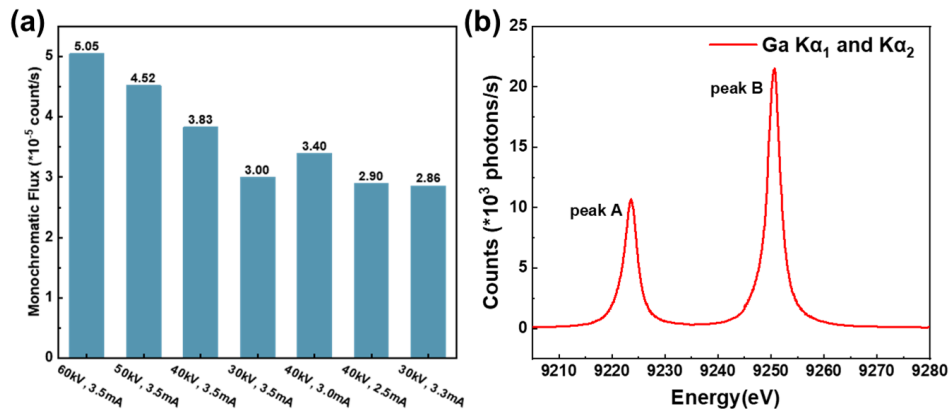 (a)
Monochromatic Flux (*10⁻⁵ count/s)
5
4
3
2
1
0
5.05
4.52
3.83
3.00
3.40
2.90
2.86
60kV, 3.5mA
50kV, 3.5mA
40kV, 3.5mA
30kV, 3.5mA
40kV, 3.0mA
40kV, 2.5mA
30kV, 3.3mA
(b)
Ga Kα₁ and Kα₂
peak B
peak A
Counts (*10³ photons/s)
25
20
15
10
5
0
9210 9220 9230 9240 9250 9260 9270 9280
Energy(eV)